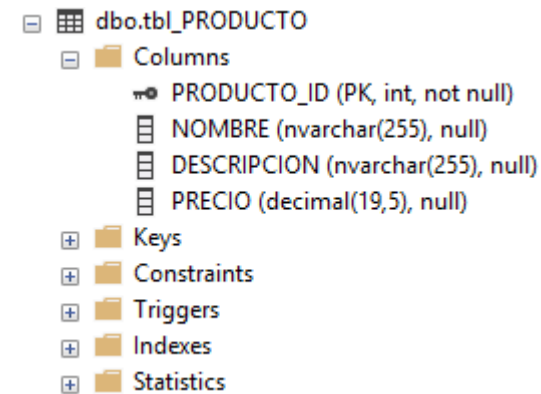 dbo.tbl_PRODUCTO
Columns
PRODUCTO_ID (PK, int, not null)
NOMBRE (nvarchar(255), null)
DESCRIPCION (nvarchar(255), null)
PRECIO (decimal(19,5), null)
Keys
Constraints
Triggers
Indexes
Statistics